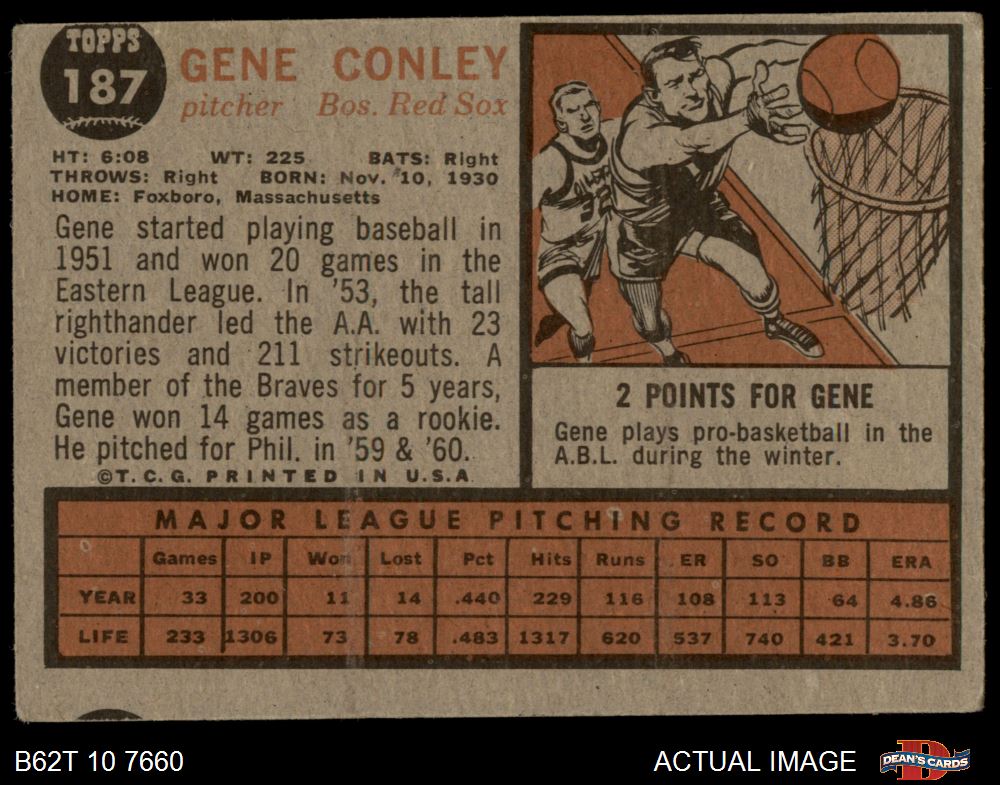 TOPPS
187
GENE CONLEY
pitcher Bos. Red Sox
HT: 6:08 WT: 225 BATS: Right
THROWS: Right BORN: Nov. 10, 1930
HOME: Foxboro, Massachusetts
Gene started playing baseball in
1951 and won 20 games in the
Eastern League. In '53, the tall
righthander led the A.A. with 23
victories and 211 strikeouts. A
member of the Braves for 5 years,
Gene won 14 games as a rookie.
He pitched for Phil. in '59 & '60.
©T.C.G. PRINTED IN U.S.A.
2 POINTS FOR GENE
Gene plays pro-basketball in the
A.B.L. during the winter.
MAJOR LEAGUE PITCHING RECORD
Games IP Won Lost Pct Hits Runs ER SO BB ERA
YEAR 33 200 11 14 .440 229 116 108 113 64 4.86
LIFE 233 1306 73 78 .483 1317 620 537 740 421 3.70
B62T 10 7660
ACTUAL IMAGE
D
DEAN'S CARDS